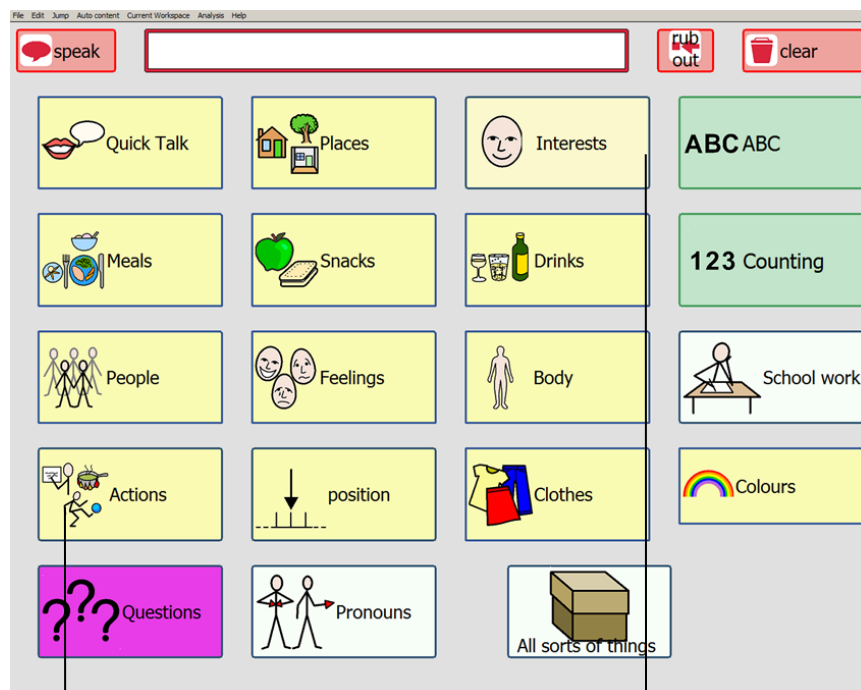 File Edit Jump Auto content Current Workspace Analysis Help
speak
rub
out
clear
Quick Talk
Places
Interests
ABC ABC
Meals
Snacks
Drinks
123 Counting
People
Feelings
Body
School work
Actions
position
Clothes
Colours
??? Questions
Pronouns
All sorts of things